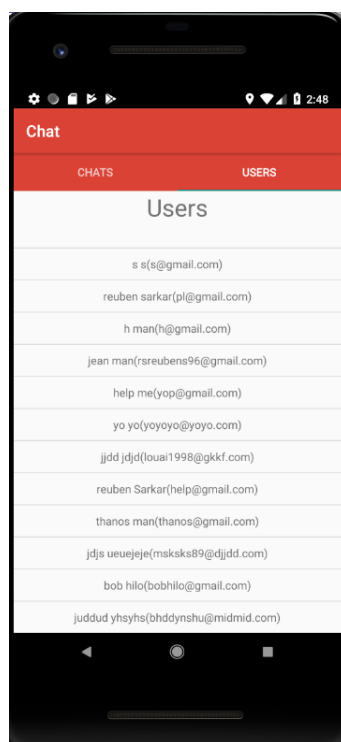 2:48
Chat
CHATS USERS
Users
s s(s@gmail.com)
reuben sarkar(pl@gmail.com)
h man(h@gmail.com)
jean man(rsreubens96@gmail.com)
help me(yop@gmail.com)
yo yo(yoyoyo@yoyo.com)
jjdd jdjd(louai1998@gkkf.com)
reuben Sarkar(help@gmail.com)
thanos man(thanos@gmail.com)
jdjs ueuejeje(msksks89@djjdd.com)
bob hilo(bobhilo@gmail.com)
juddud yhsyhs(bhddynshu@midmid.com)